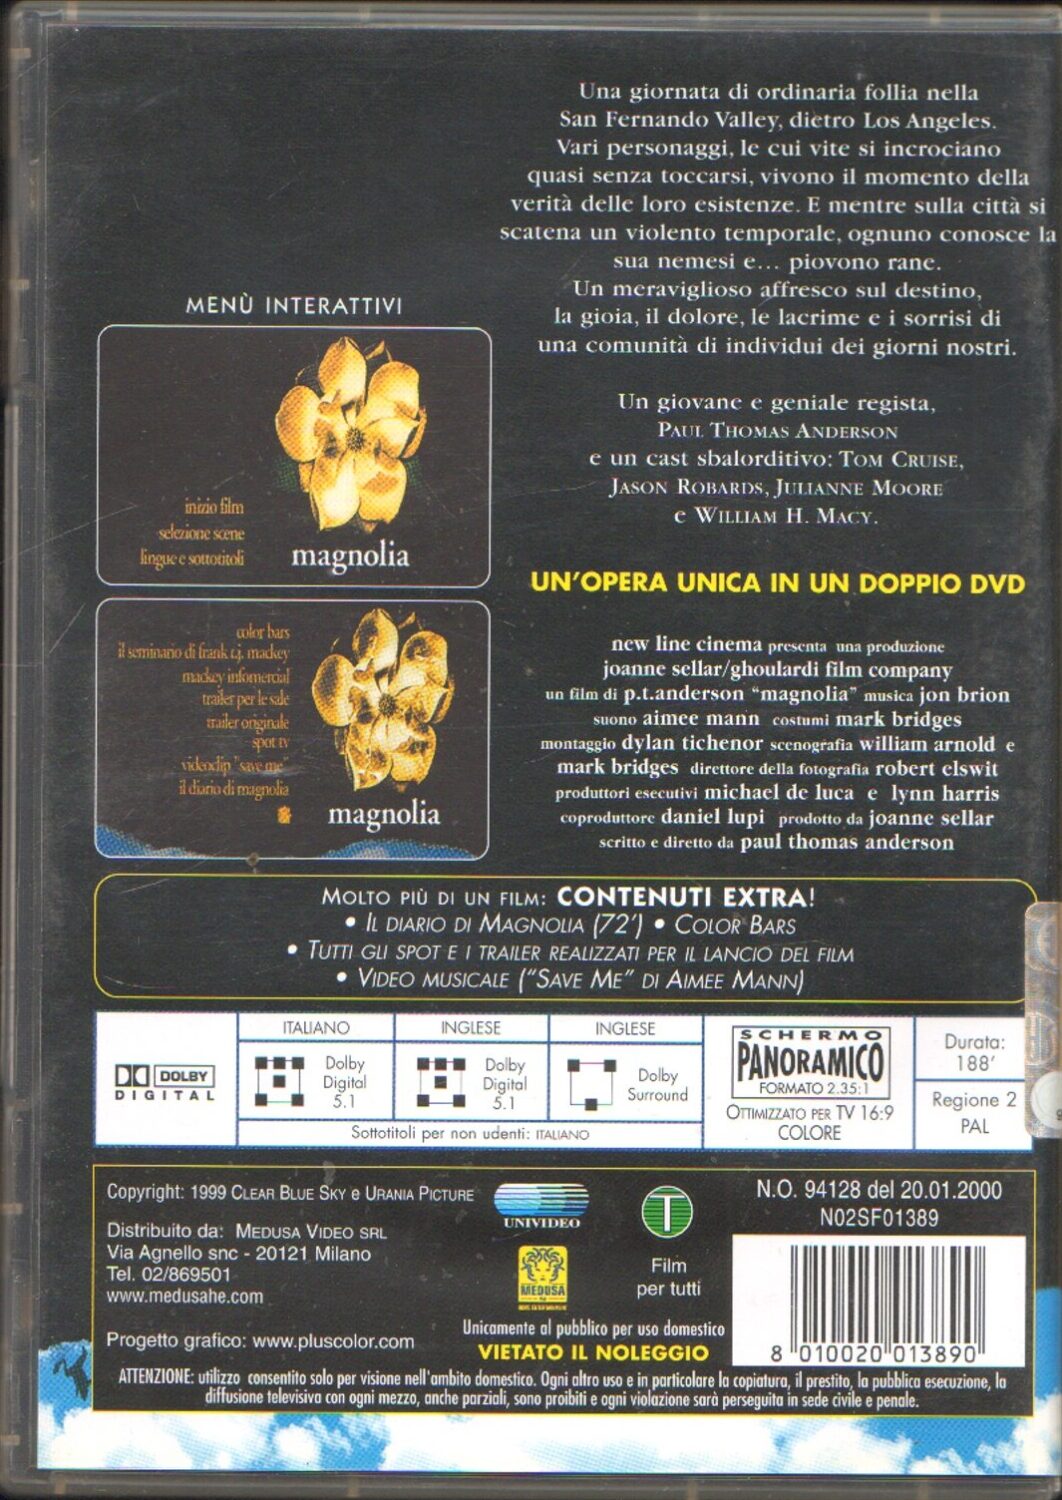 Una giornata di ordinaria follia nella
San Fernando Valley, dietro Los Angeles.
Vari personaggi, le cui vite si incrociano
quasi senza toccarsi, vivono il momento della
verità delle loro esistenze. E mentre sulla città si
scatena un violento temporale, ognuno conosce la
sua nemesi e... piovono rane.
Un meraviglioso affresco sul destino,
la gioia, il dolore, le lacrime e i sorrisi di
una comunità di individui dei giorni nostri.
Un giovane e geniale regista,
PAUL THOMAS ANDERSON
e un cast sbalorditivo: TOM CRUISE,
JASON ROBARDS, JULIANNE MOORE
e WILLIAM H. MACY.
UN'OPERA UNICA IN UN DOPPIO DVD
MENÙ INTERATTIVI
inizio film
selezione scene
lingue e sottotitoli
magnolia
color bars
il seminario di frank t.j. mackey
mackey infomercial
trailer per le sale
trailer originale
spot tv
videoclip "save me"
il diario di magnolia
magnolia
new line cinema presenta una produzione
joanne sellar/ghoulardi film company
un film di p.t.anderson "magnolia" musica jon brion
suono aimee mann costumi mark bridges
montaggio dylan tichenor scenografia william arnold e
mark bridges direttore della fotografia robert elswit
produttori esecutivi michael de luca e lynn harris
coproduttore daniel lupi prodotto da joanne sellar
scritto e diretto da paul thomas anderson
MOLTO PIÙ DI UN FILM: CONTENUTI EXTRA!
• IL DIARIO DI MAGNOLIA (72') • COLOR BARS
• TUTTI GLI SPOT E I TRAILER REALIZZATI PER IL LANCIO DEL FILM
• VIDEO MUSICALE ("SAVE ME" DI AIMEE MANN)
DOLBY
DIGITAL
ITALIANO
Dolby
Digital
5.1
INGLESE
Dolby
Digital
5.1
INGLESE
Dolby
Surround
Sottotitoli per non udenti: ITALIANO
SCHERMO
PANORAMICO
FORMATO 2.35:1
OTTIMIZZATO PER TV 16:9
COLORE
Durata:
188'
Regione 2
PAL
Copyright: 1999 CLEAR BLUE SKY e URANIA PICTURE
Distribuito da: MEDUSA VIDEO SRL
Via Agnello snc - 20121 Milano
Tel. 02/869501
www.medusahe.com
Progetto grafico: www.pluscolor.com
UNIVIDEO
MEDUSA
T
Film
per tutti
N.O. 94128 del 20.01.2000
N02SF01389
Unicamente al pubblico per uso domestico
VIETATO IL NOLEGGIO
8 010020 013890
ATTENZIONE: utilizzo consentito solo per visione nell'ambito domestico. Ogni altro uso e in particolare la copiatura, il prestito, la pubblica esecuzione, la
diffusione televisiva con ogni mezzo, anche parziali, sono proibiti e ogni violazione sarà perseguita in sede civile e penale.